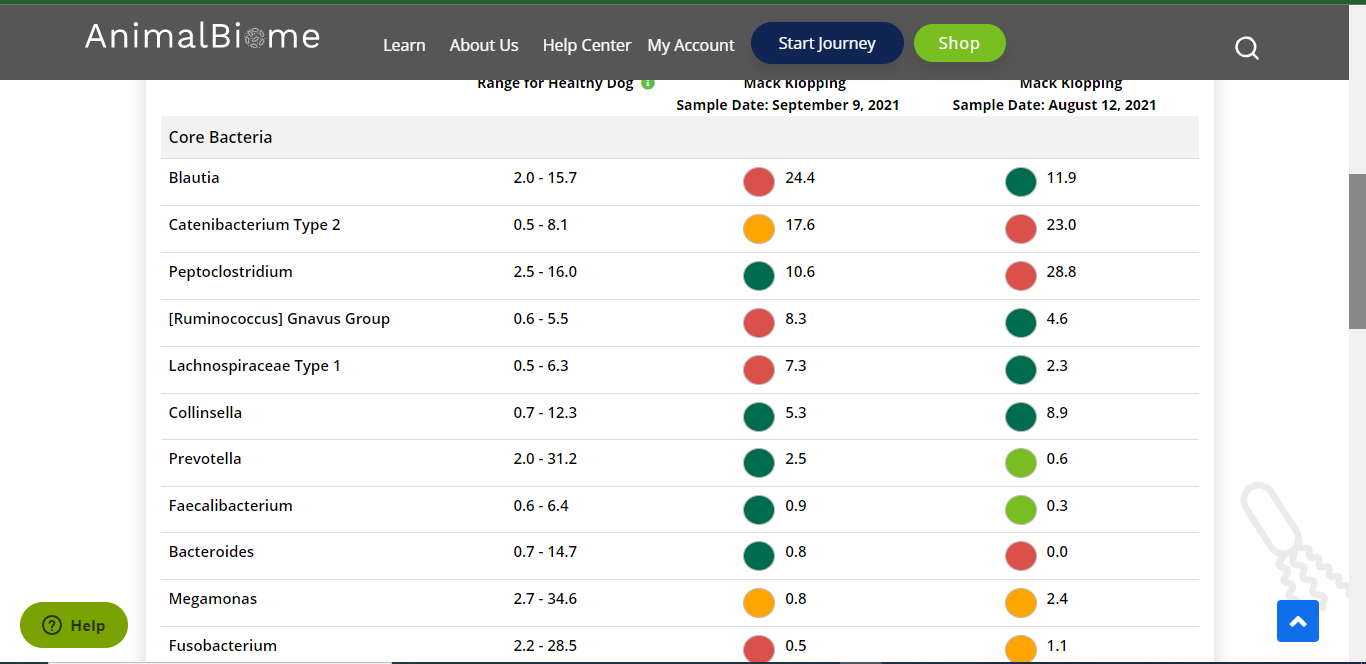 AnimalBiome
Learn About Us Help Center My Account Start Journey Shop
Range for Healthy Dog i Mack Klopping Mack Klopping
Sample Date: September 9, 2021 Sample Date: August 12, 2021
Core Bacteria
Blautia 2.0 - 15.7 24.4 11.9
Catenibacterium Type 2 0.5 - 8.1 17.6 23.0
Peptoclostridium 2.5 - 16.0 10.6 28.8
[Ruminococcus] Gnavus Group 0.6 - 5.5 8.3 4.6
Lachnospiraceae Type 1 0.5 - 6.3 7.3 2.3
Collinsella 0.7 - 12.3 5.3 8.9
Prevotella 2.0 - 31.2 2.5 0.6
Faecalibacterium 0.6 - 6.4 0.9 0.3
Bacteroides 0.7 - 14.7 0.8 0.0
Megamonas 2.7 - 34.6 0.8 2.4
Fusobacterium 2.2 - 28.5 0.5 1.1
? Help